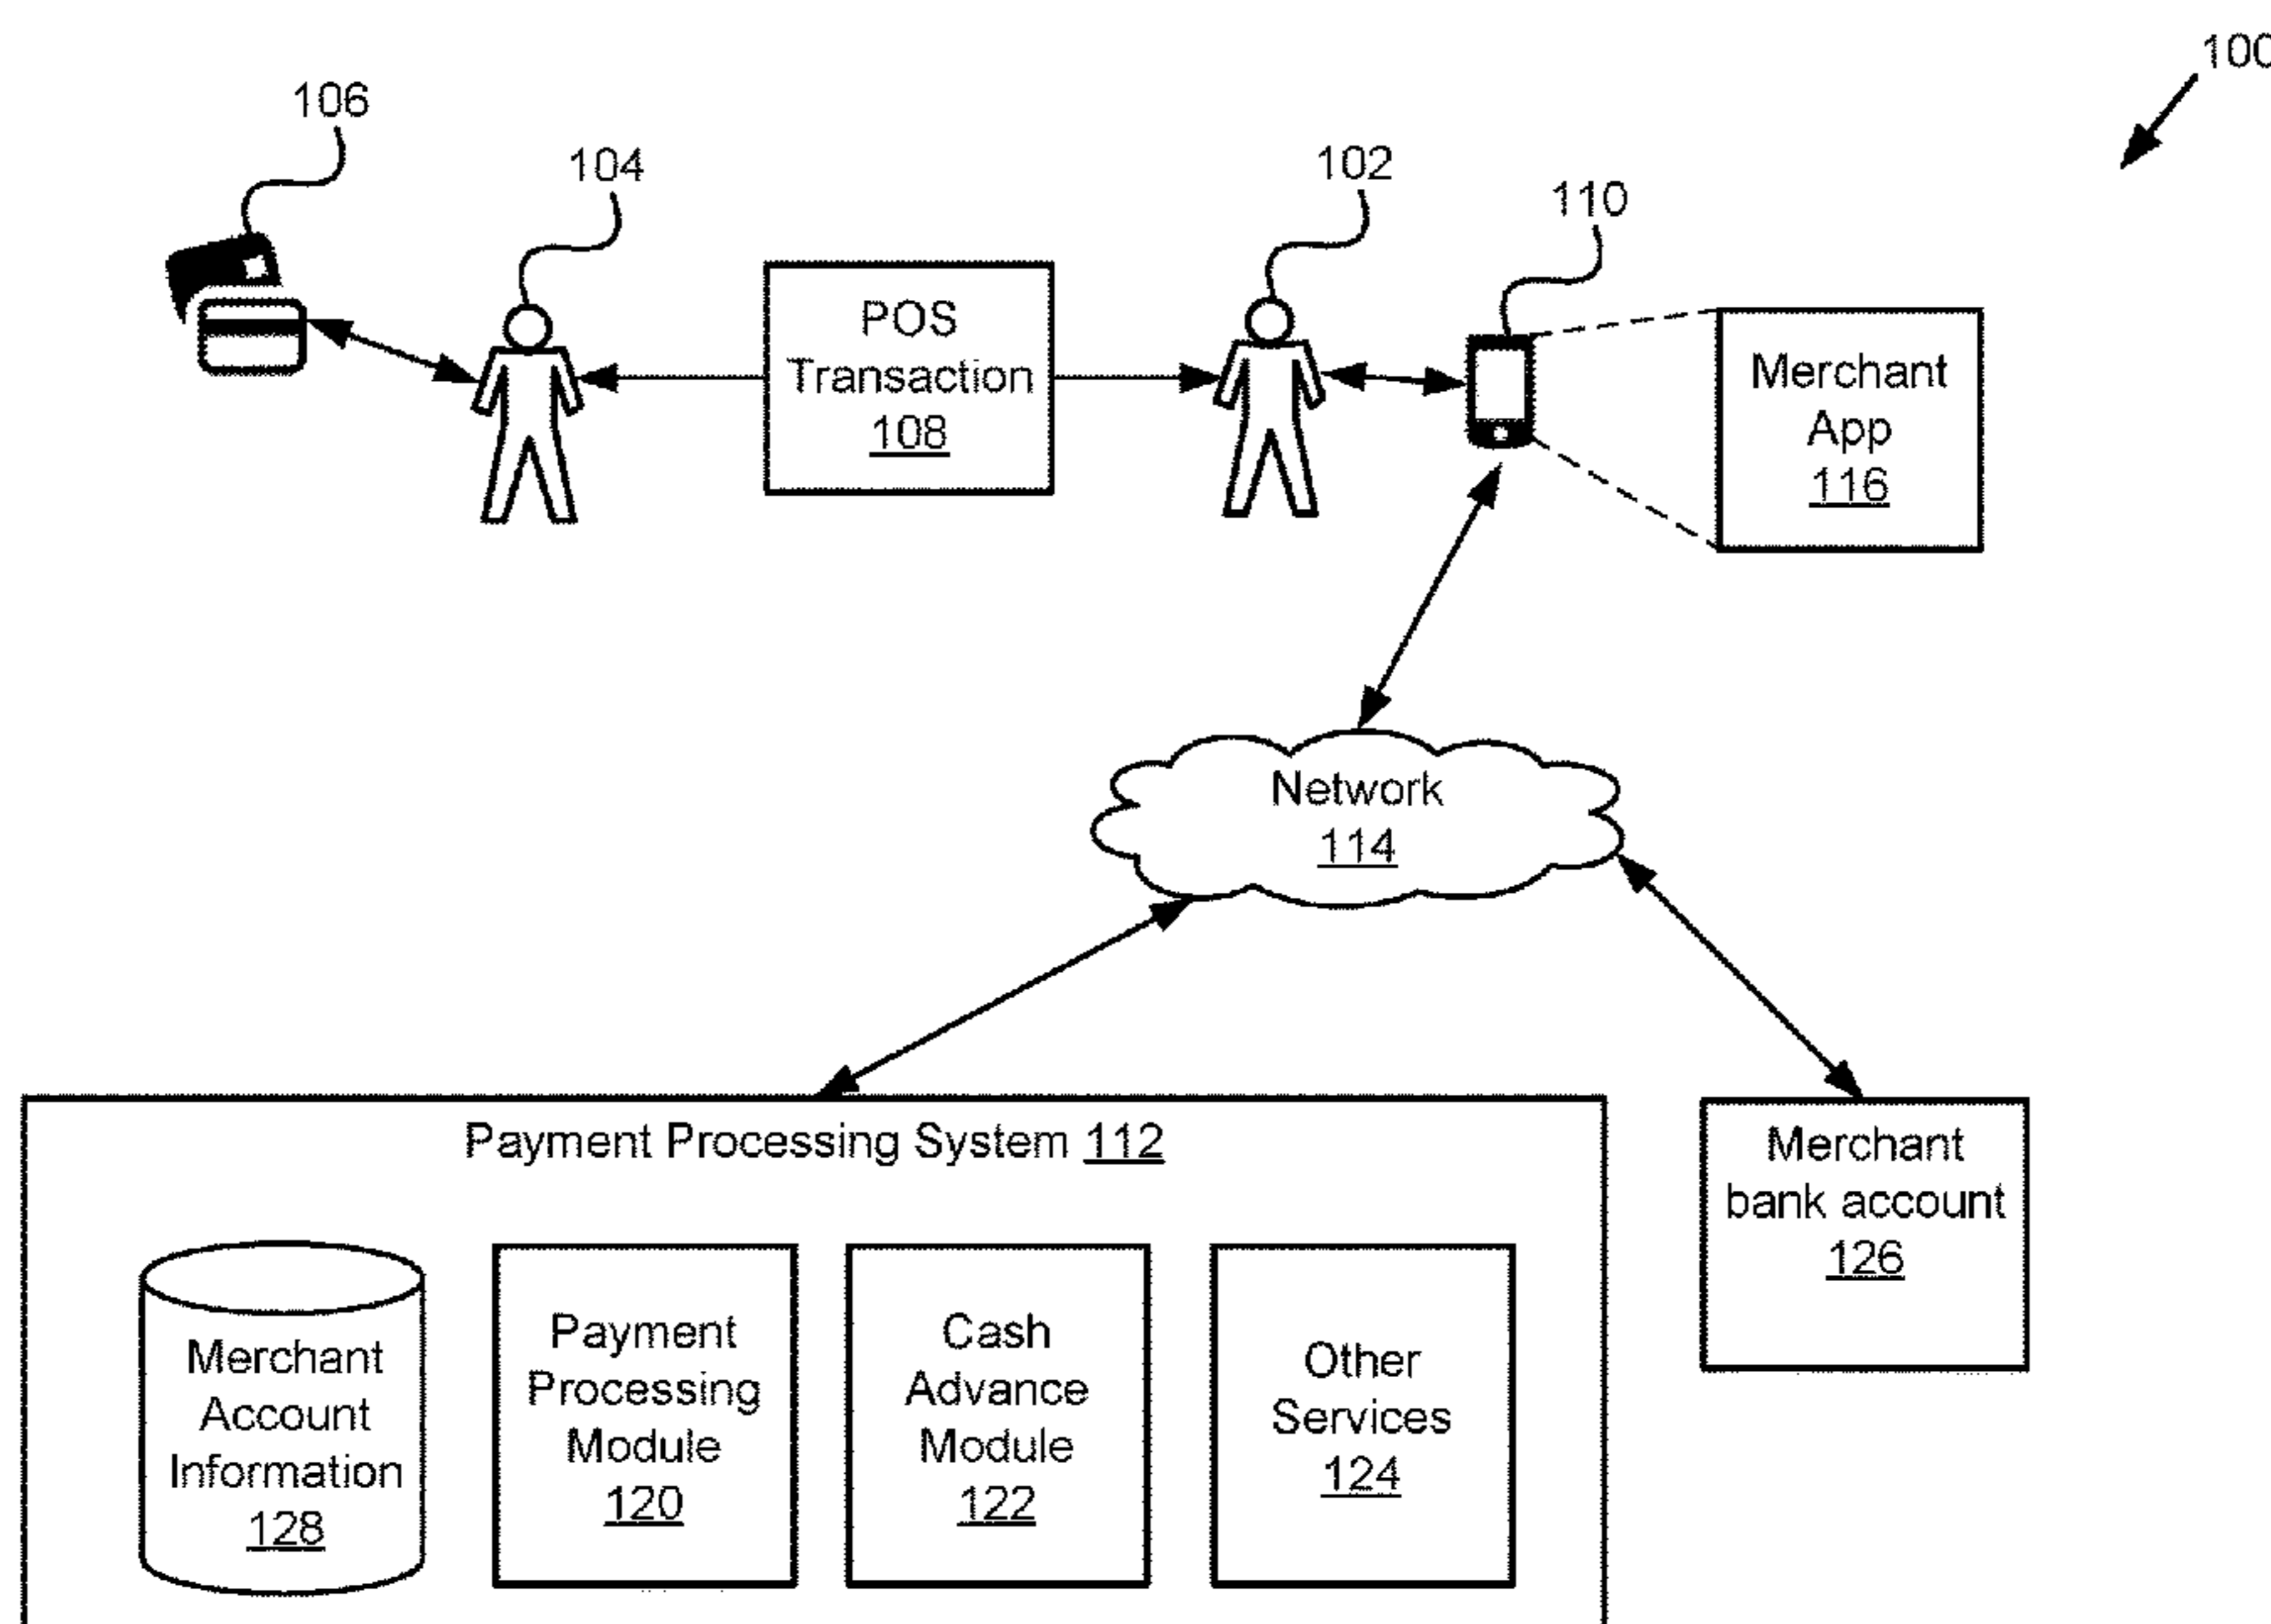 100
106
104
102
110
POS
Transaction
108
Merchant
App
116
Network
114
Payment Processing System 112
Merchant
bank account
126
Merchant
Account
Information
128
Payment
Processing
Module
120
Cash
Advance
Module
122
Other
Services
124